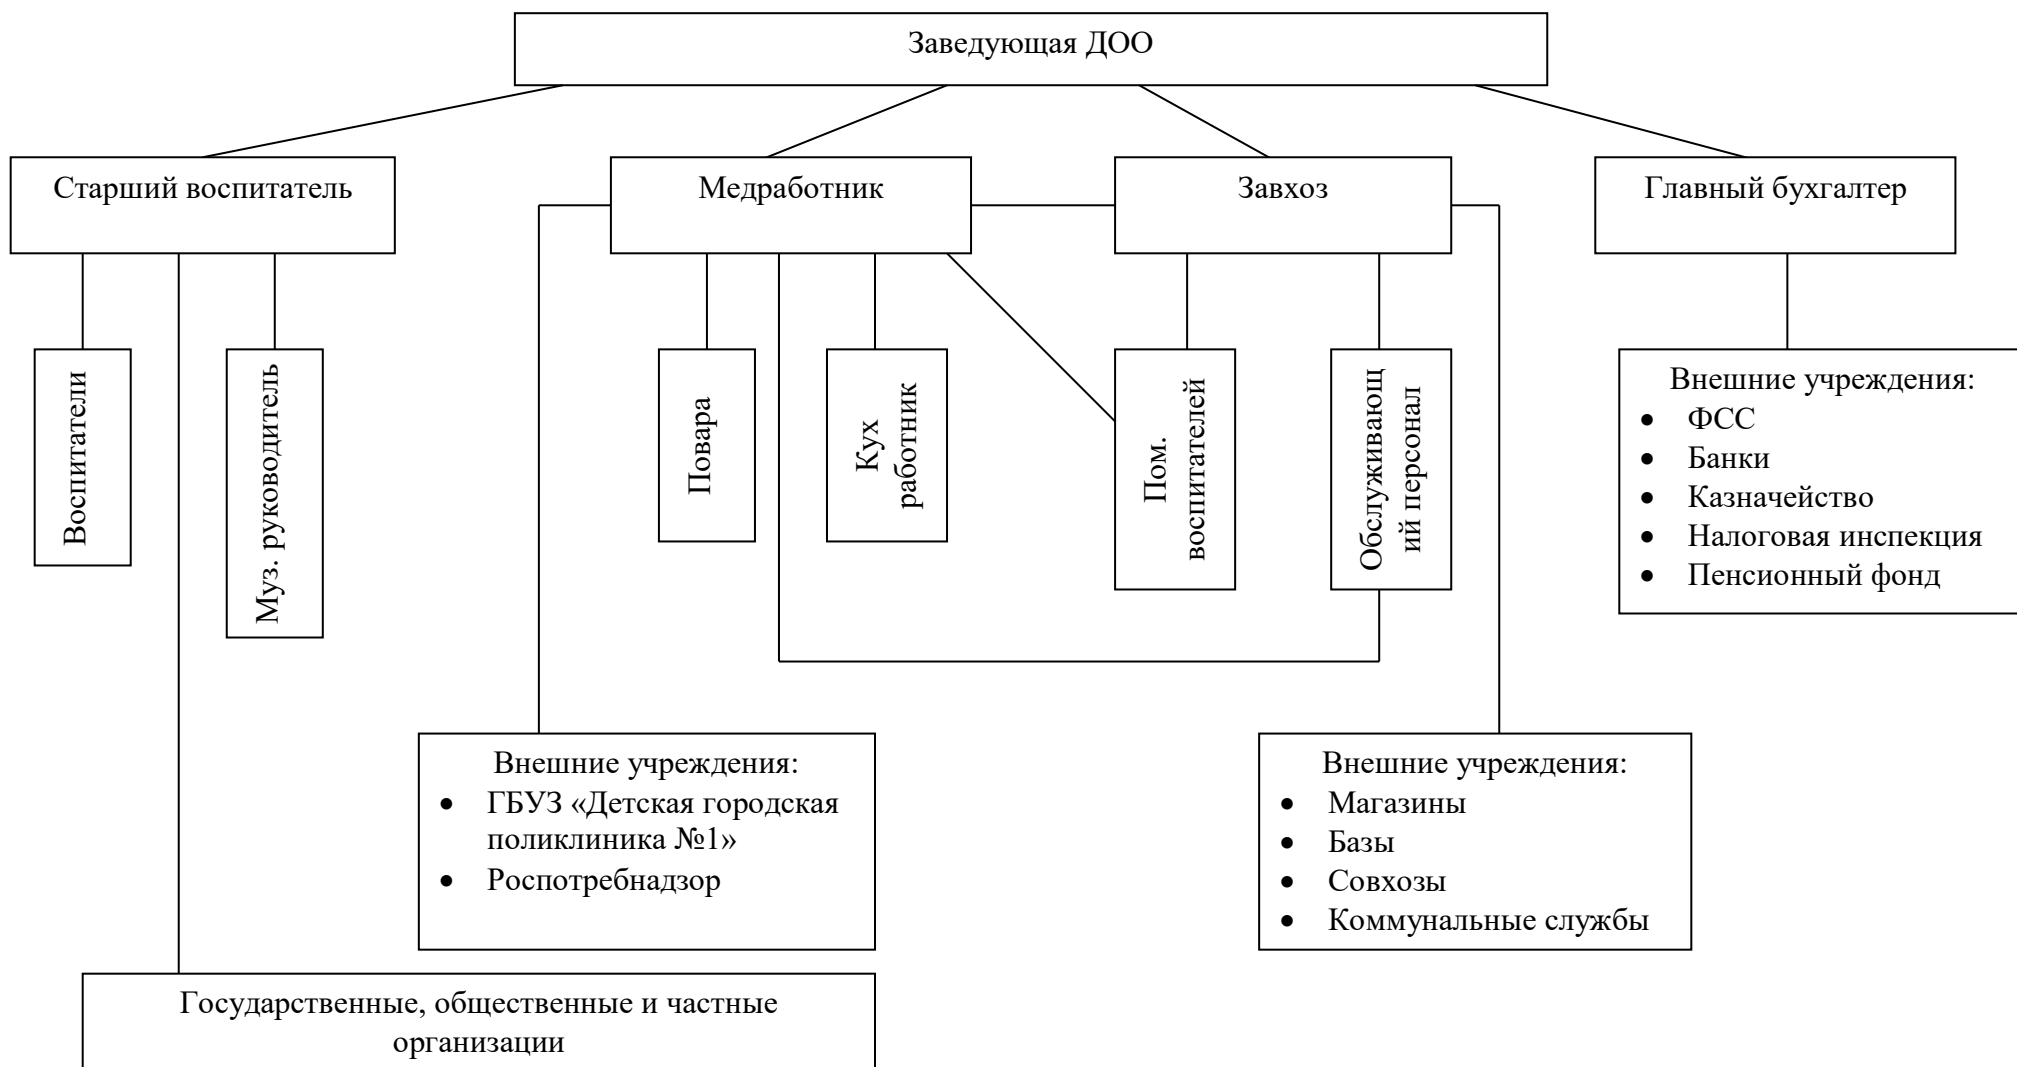 Заведующая ДОО
Старший воспитатель
Медработник
Завхоз
Главный бухгалтер
Воспитатели
Муз. руководитель
Повара
Кух
работник
Пом.
воспитателей
Обслуживающ
ий персонал
Внешние учреждения:
• ФСС
• Банки
• Казначейство
• Налоговая инспекция
• Пенсионный фонд
Внешние учреждения:
• ГБУЗ «Детская городская
поликлиника №1»
• Роспотребнадзор
Внешние учреждения:
• Магазины
• Базы
• Совхозы
• Коммунальные службы
Государственные, общественные и частные
организации